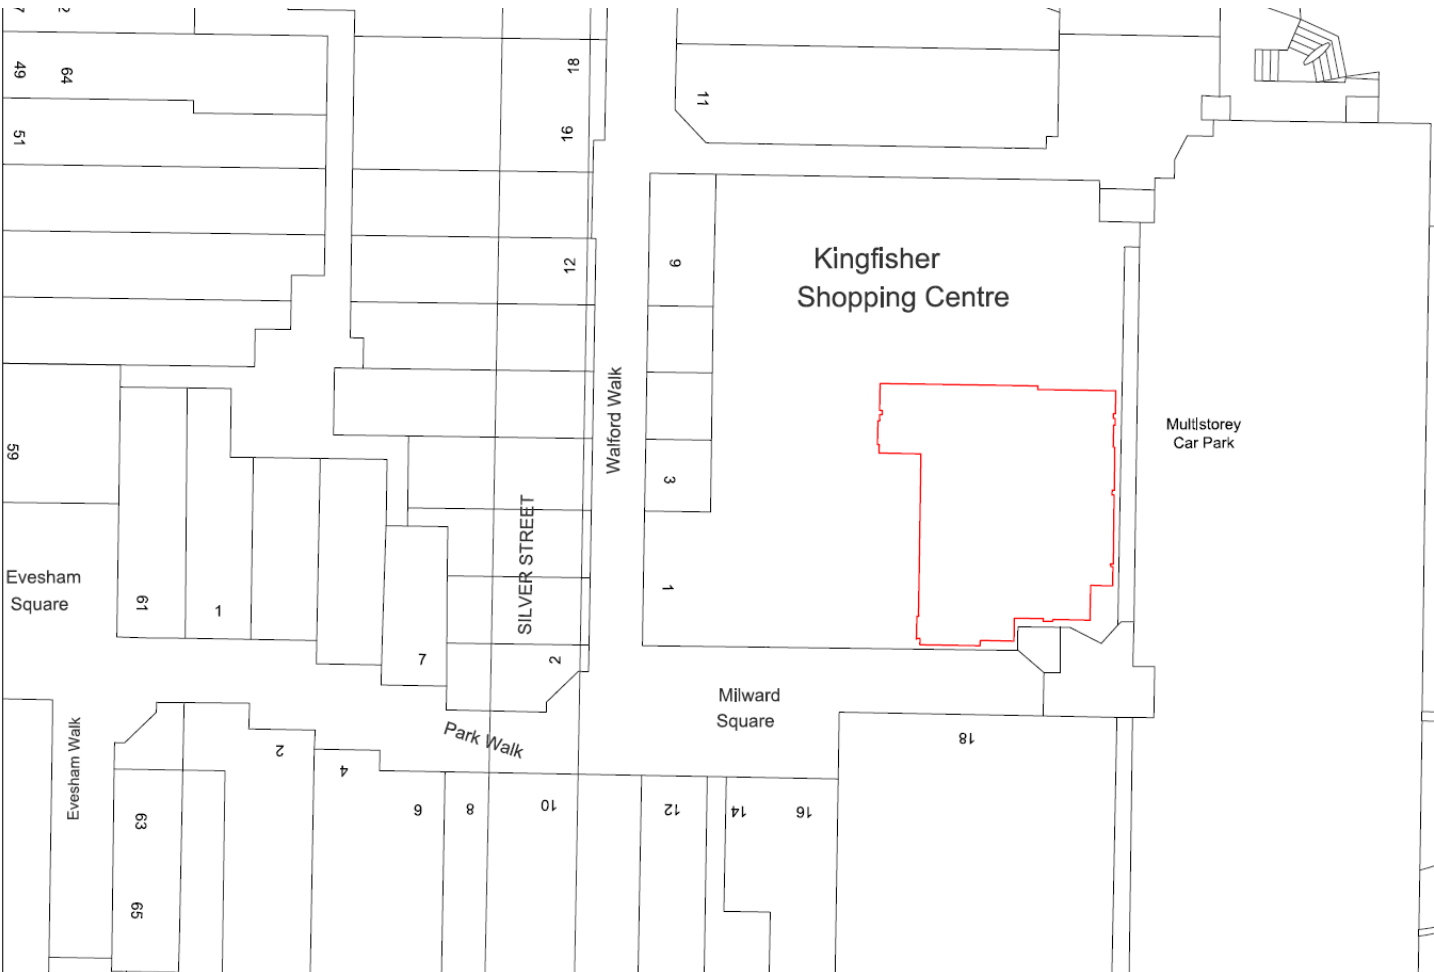 49
64
51
18
16
11
12
9
Kingfisher
Shopping Centre
Walford Walk
Multistorey
Car Park
59
3
SILVER STREET
Evesham
Square
61
1
1
7
2
Milward
Square
Park Walk
Evesham Walk
2
4
18
63
6
8
10
12
14
16
65